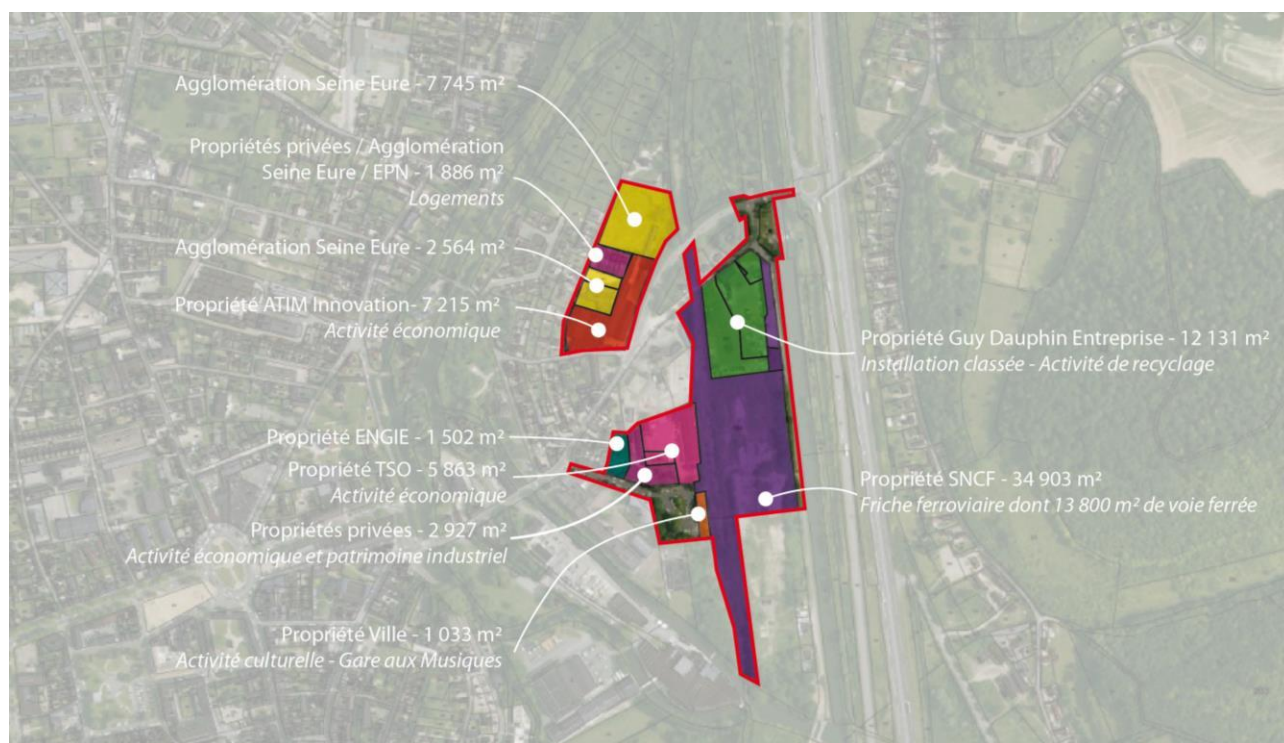 Agglomération Seine Eure - 7 745 m²
Propriétés privées / Agglomération
Seine Eure / EPN - 1 886 m²
Logements
Agglomération Seine Eure - 2 564 m²
Propriété ATIM Innovation- 7 215 m²
Activité économique
Propriété Guy Dauphin Entreprise - 12 131 m²
Installation classée - Activité de recyclage
Propriété ENGIE - 1 502 m²
Propriété TSO - 5 863 m²
Activité économique
Propriété SNCF - 34 903 m²
Friche ferroviaire dont 13 800 m² de voie ferrée
Propriétés privées - 2 927 m²
Activité économique et patrimoine industriel
Propriété Ville - 1 033 m²
Activité culturelle - Gare aux Musiques